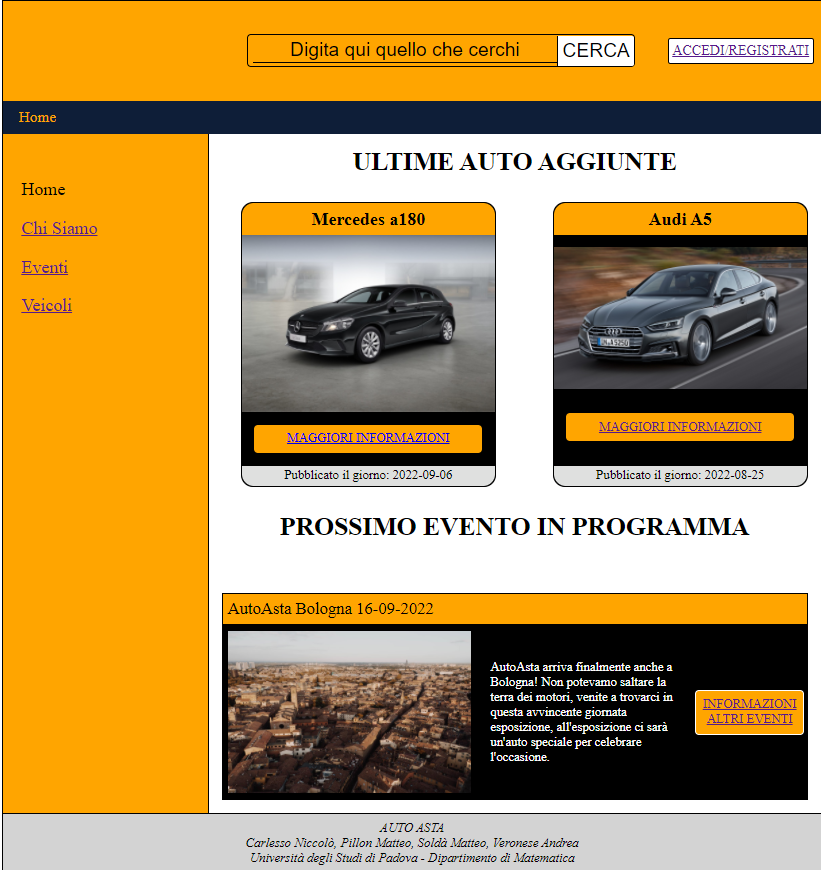 Digita qui quello che cerchi CERCA ACCEDI/REGISTRATI
Home
Home
Chi Siamo
Eventi
Veicoli
ULTIME AUTO AGGIUNTE
Mercedes a180
MAGGIORI INFORMAZIONI
Pubblicato il giorno: 2022-09-06
Audi A5
MAGGIORI INFORMAZIONI
Pubblicato il giorno: 2022-08-25
PROSSIMO EVENTO IN PROGRAMMA
AutoAsta Bologna 16-09-2022
AutoAsta arriva finalmente anche a
Bologna! Non potevamo saltare la
terra dei motori, venite a trovarci in
questa avvincente giornata
esposizione, all'esposizione ci sarà
un'auto speciale per celebrare
l'occasione.
INFORMAZIONI
ALTRI EVENTI
AUTO ASTA
Carlesso Niccolò, Pillon Matteo, Soldà Matteo, Veronese Andrea
Università degli Studi di Padova - Dipartimento di Matematica